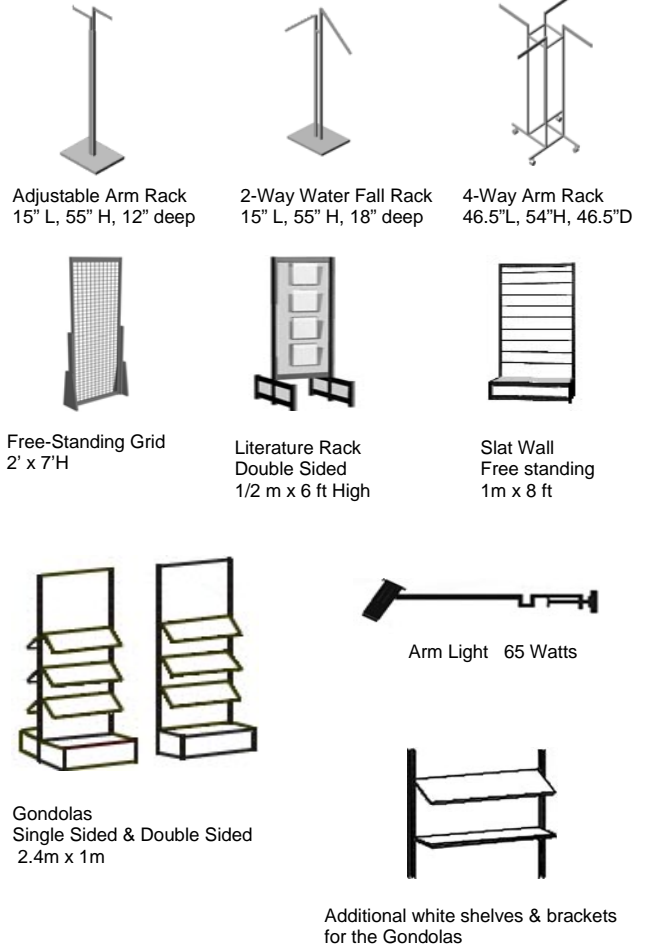 Adjustable Arm Rack
15” L, 55” H, 12” deep
2-Way Water Fall Rack
15” L, 55” H, 18” deep
4-Way Arm Rack
46.5”L, 54”H, 46.5”D
Free-Standing Grid
2’ x 7’H
Literature Rack
Double Sided
1/2 m x 6 ft High
Slat Wall
Free standing
1m x 8 ft
Arm Light   65 Watts
Gondolas
Single Sided & Double Sided
2.4m x 1m
Additional white shelves & brackets
for the Gondolas